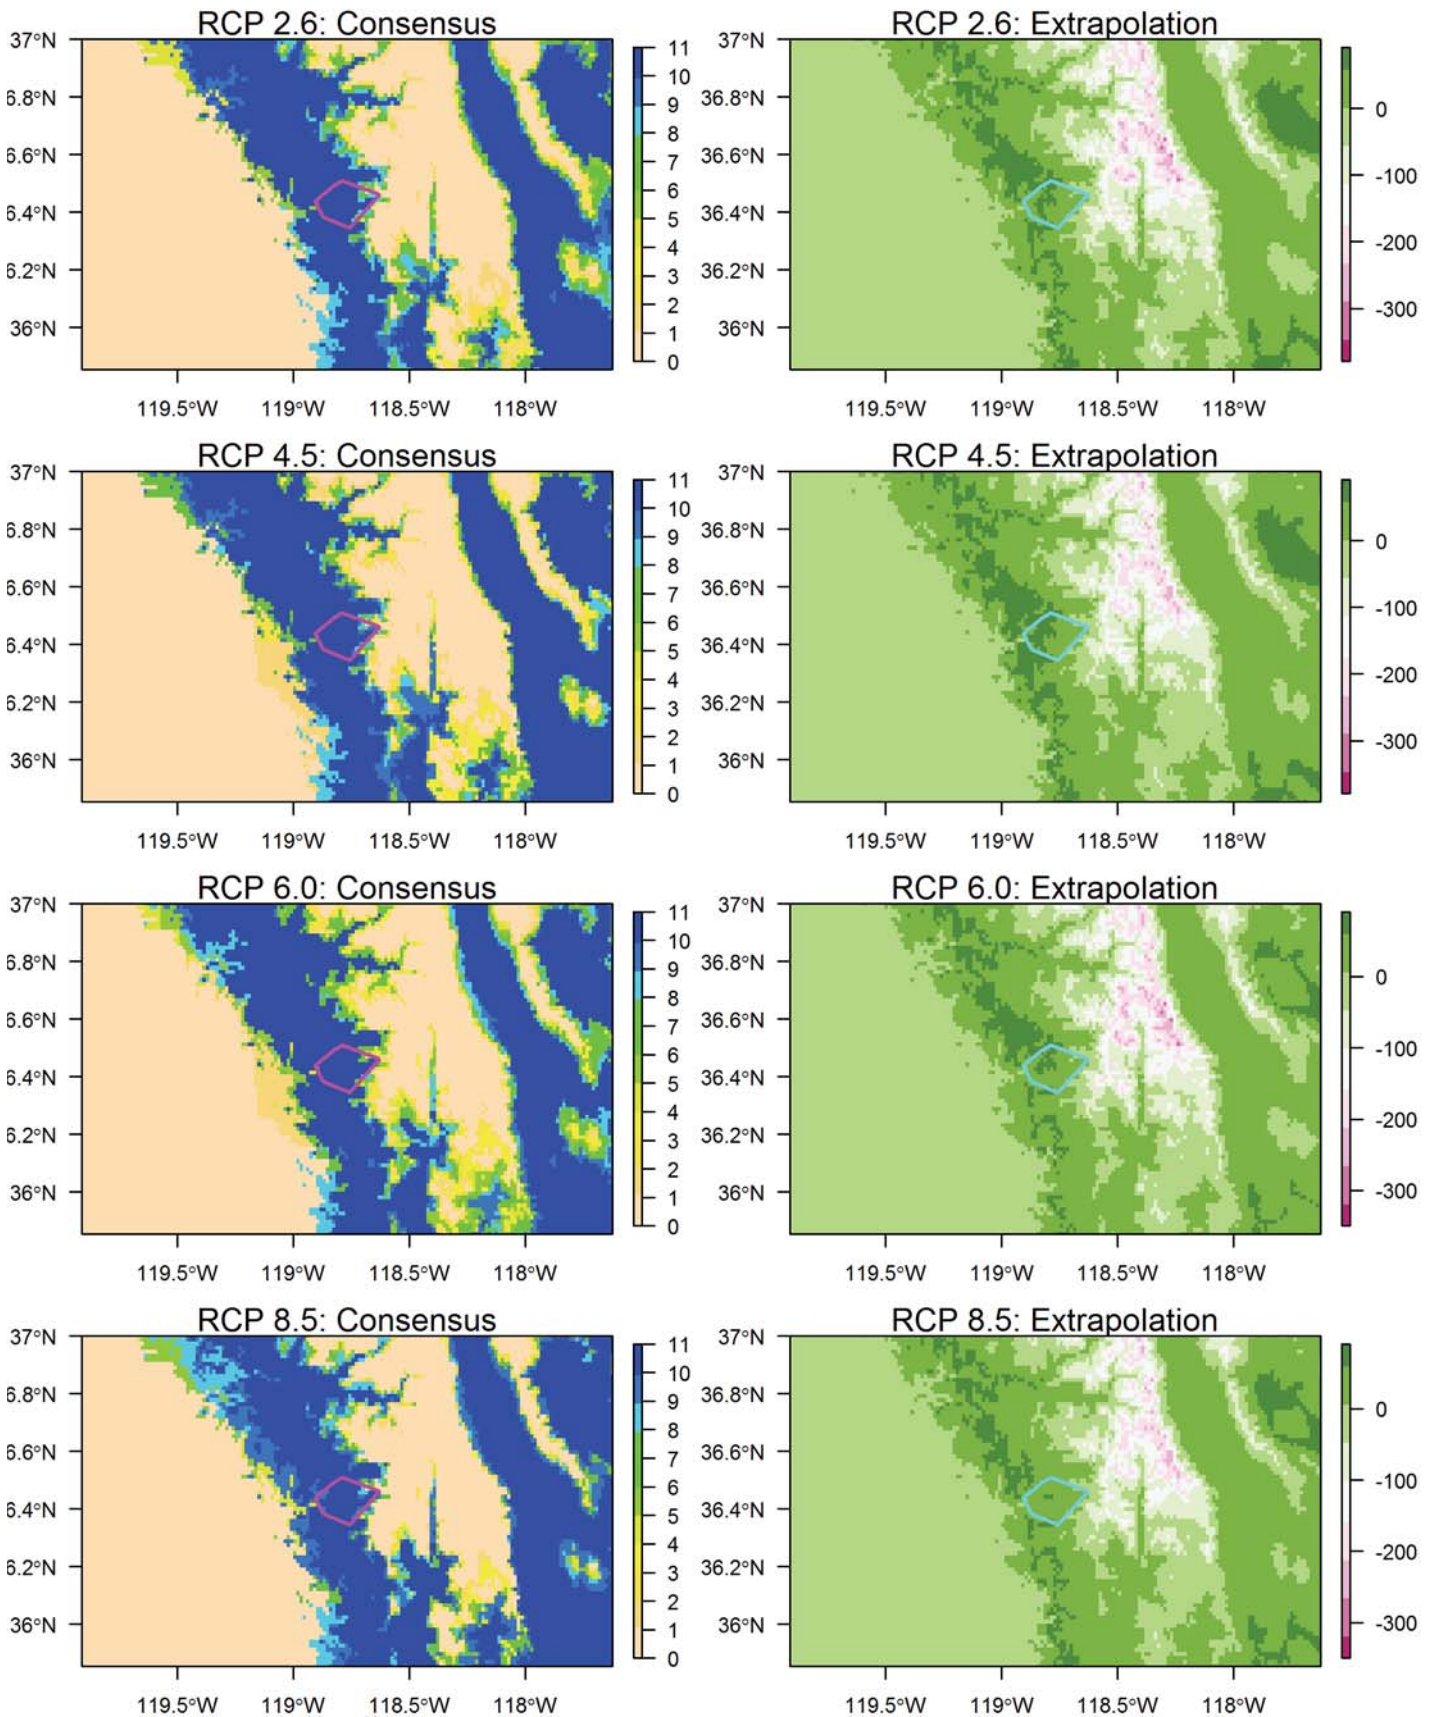 RCP 2.6: Consensus
37°N
6.8°N
6.6°N
6.4°N
6.2°N
36°N
119.5°W 119°W 118.5°W 118°W
11
10
9
8
7
6
5
4
3
2
1
0
RCP 2.6: Extrapolation
37°N
36.8°N
36.6°N
36.4°N
36.2°N
36°N
119.5°W 119°W 118.5°W 118°W
0
-100
-200
-300
RCP 4.5: Consensus
37°N
6.8°N
6.6°N
6.4°N
6.2°N
36°N
119.5°W 119°W 118.5°W 118°W
11
10
9
8
7
6
5
4
3
2
1
0
RCP 4.5: Extrapolation
37°N
36.8°N
36.6°N
36.4°N
36.2°N
36°N
119.5°W 119°W 118.5°W 118°W
0
-100
-200
-300
RCP 6.0: Consensus
37°N
6.8°N
6.6°N
6.4°N
6.2°N
36°N
119.5°W 119°W 118.5°W 118°W
11
10
9
8
7
6
5
4
3
2
1
0
RCP 6.0: Extrapolation
37°N
36.8°N
36.6°N
36.4°N
36.2°N
36°N
119.5°W 119°W 118.5°W 118°W
0
-100
-200
-300
RCP 8.5: Consensus
37°N
6.8°N
6.6°N
6.4°N
6.2°N
36°N
119.5°W 119°W 118.5°W 118°W
11
10
9
8
7
6
5
4
3
2
1
0
RCP 8.5: Extrapolation
37°N
36.8°N
36.6°N
36.4°N
36.2°N
36°N
119.5°W 119°W 118.5°W 118°W
0
-100
-200
-300